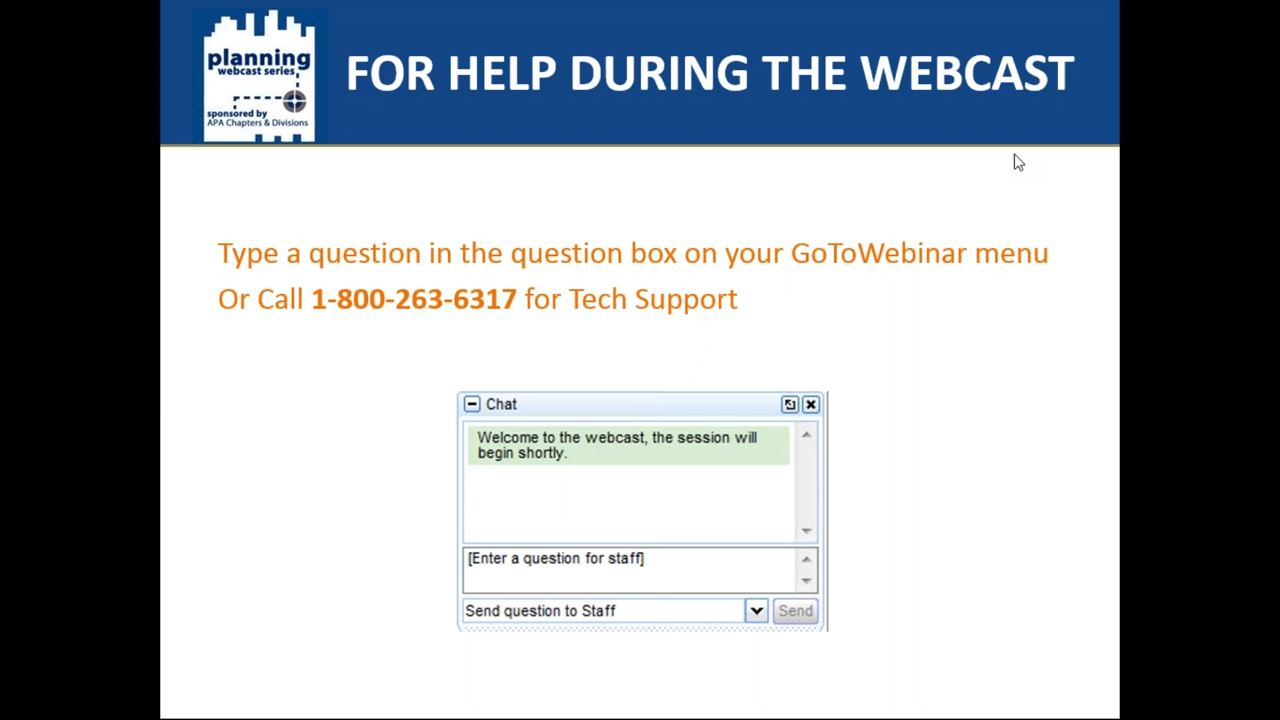 planning
webcast series
sponsored by
APA Chapters & Divisions
FOR HELP DURING THE WEBCAST
Type a question in the question box on your GoToWebinar menu
Or Call 1-800-263-6317 for Tech Support
Chat
Welcome to the webcast, the session will
begin shortly.
[Enter a question for staff]
Send question to Staff
Send